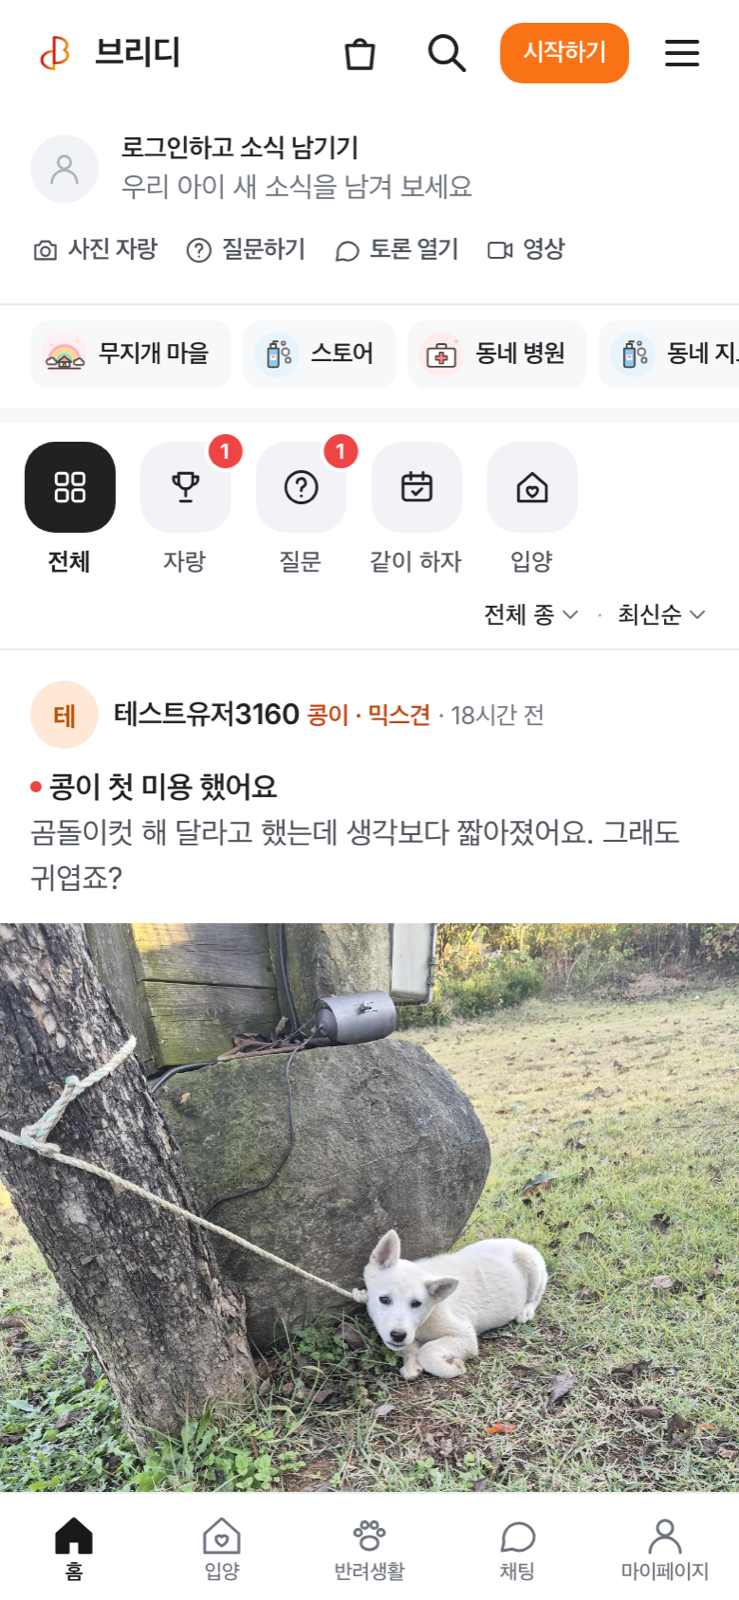 브리디
시작하기
로그인하고 소식 남기기
우리 아이 새 소식을 남겨 보세요
사진 자랑 질문하기 토론 열기 영상
무지개 마을 스토어 동네 병원 동네 지
1 1
전체 자랑 질문 같이 하자 입양
전체 종 · 최신순
테 테스트유저3160 콩이 · 믹스견 · 18시간 전
콩이 첫 미용 했어요
곰돌이컷 해 달라고 했는데 생각보다 짧아졌어요. 그래도
귀엽죠?
홈 입양 반려생활 채팅 마이페이지